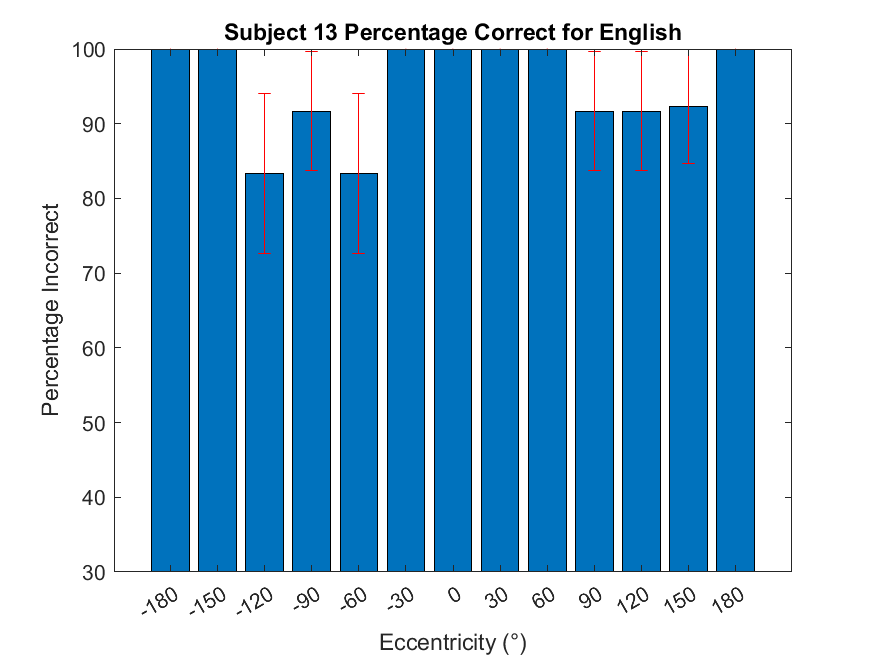 Subject 13 Percentage Correct for English
100
90
80
70
60
50
40
30
Percentage Incorrect
-180 -150 -120 -90 -60 -30 0 30 60 90 120 150 180
Eccentricity (°)